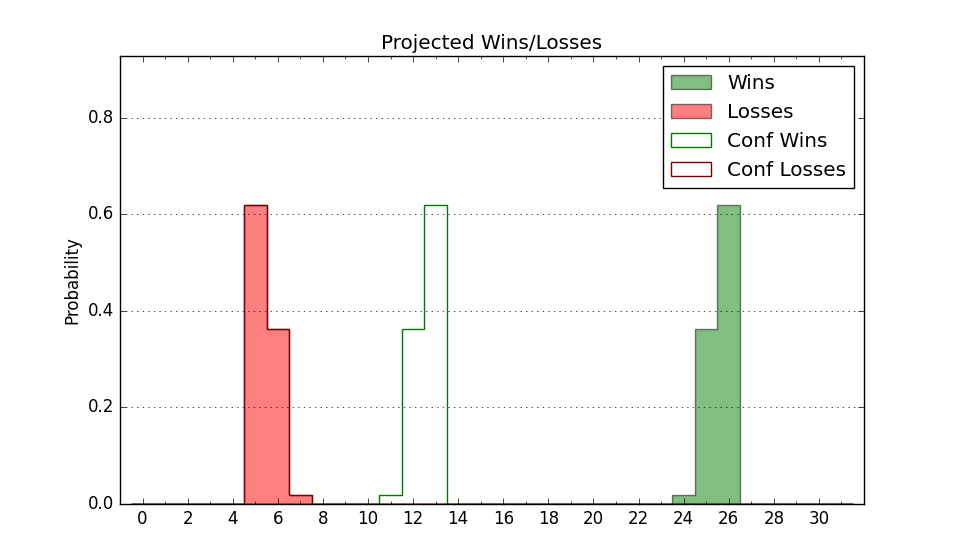 Projected Wins/Losses
Wins
Losses
Conf Wins
Conf Losses
Probability
0.8
0.6
0.4
0.2
0.0
0 2 4 6 8 10 12 14 16 18 20 22 24 26 28 30